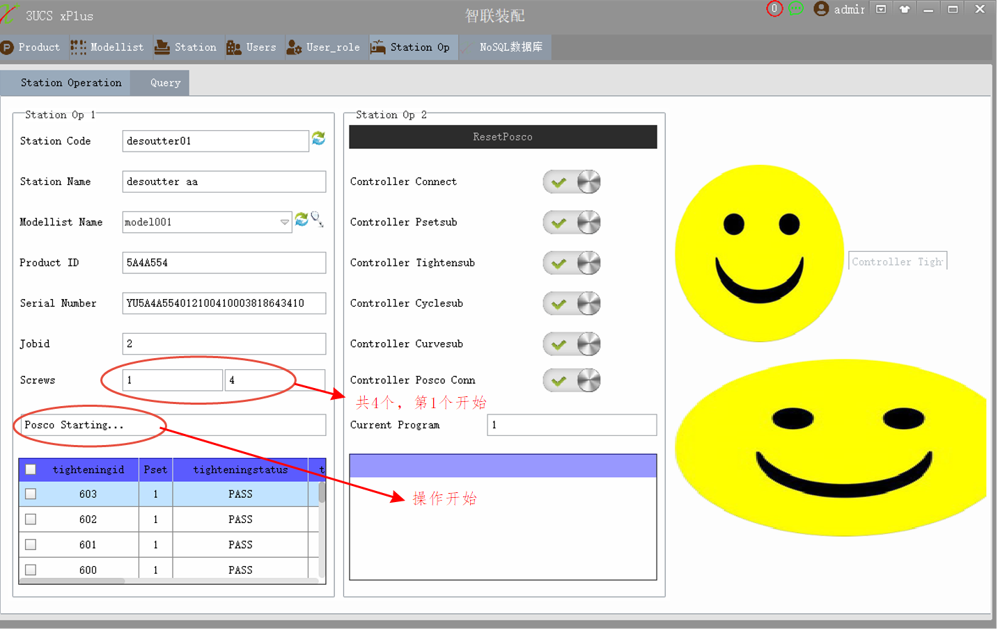 3UCS xPlus
智联装配
0
admin
Product
Modellist
Station
Users
User_role
Station Op
NoSQL数据库
Station Operation
Query
Station Op 1
Station Code
desoutter01
Station Name
desoutter aa
Modellist Name
model001
Product ID
5A4A554
Serial Number
YU5A4A554012100410003818643410
Jobid
2
Screws
1
4
Posco Starting...
tighteningid Pset tighteningstatus t
603 1 PASS
602 1 PASS
601 1 PASS
600 1 PASS
Station Op 2
ResetPosco
Controller Connect
Controller Psetsub
Controller Tightensub
Controller Cyclesub
Controller Curvesub
Controller Posco Conn
共4个，第1个开始
Current Program
1
操作开始
Controller Tigh